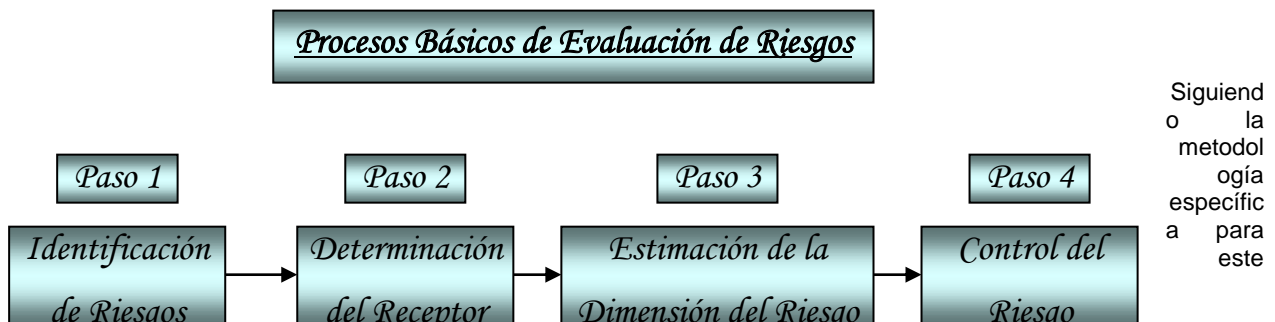 Procesos Básicos de Evaluación de Riesgos
Paso 1
Paso 2
Paso 3
Paso 4
Identificación
de Riesgos
Determinación
del Receptor
Estimación de la
Dimensión del Riesgo
Control del
Riesgo
Siguiend
o la
metodol
ogía
específic
a para
este